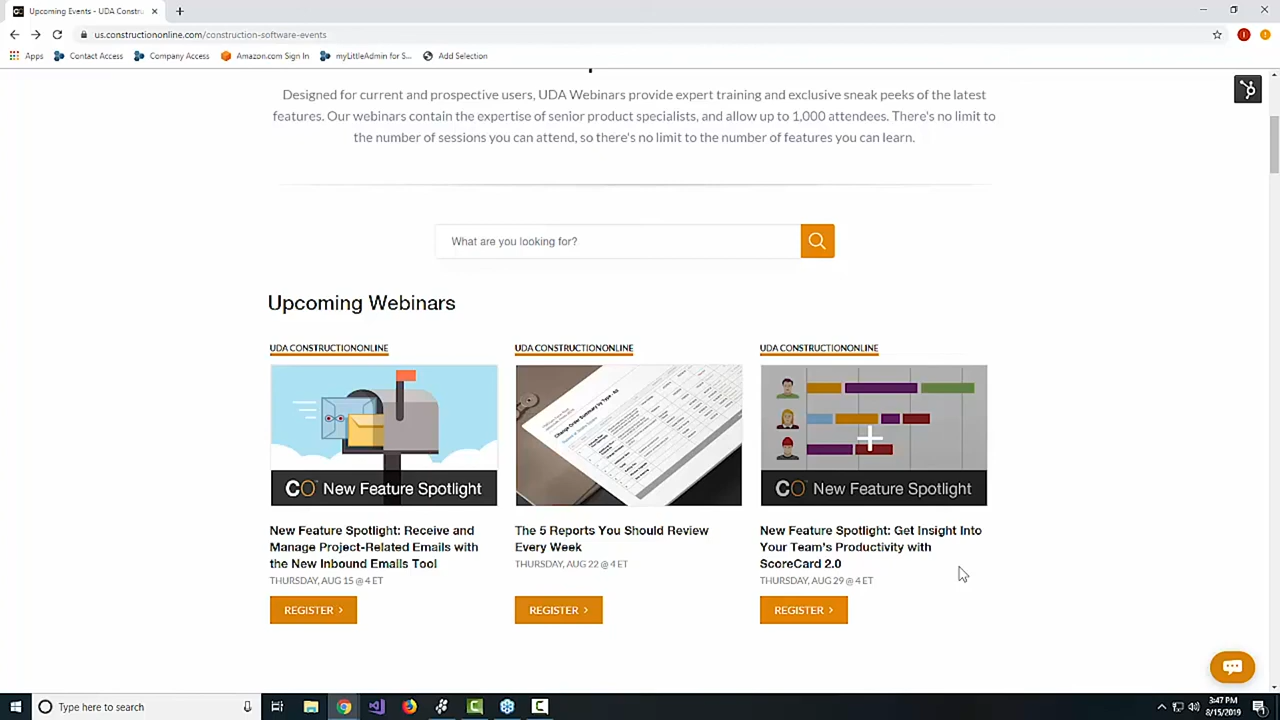 Upcoming Events - UDA Constru
us.constructiononline.com/construction-software-events
Apps
Contact Access
Company Access
Amazon.com Sign In
myLittleAdmin for S...
Add Selection
Designed for current and prospective users, UDA Webinars provide expert training and exclusive sneak peeks of the latest
features. Our webinars contain the expertise of senior product specialists, and allow up to 1,000 attendees. There's no limit to
the number of sessions you can attend, so there's no limit to the number of features you can learn.
What are you looking for?
Upcoming Webinars
UDA CONSTRUCTIONONLINE
CO New Feature Spotlight
New Feature Spotlight: Receive and
Manage Project-Related Emails with
the New Inbound Emails Tool
THURSDAY, AUG 15 @ 4 ET
REGISTER >
UDA CONSTRUCTIONONLINE
Change Order Summary by Type - All
The 5 Reports You Should Review
Every Week
THURSDAY, AUG 22 @ 4 ET
REGISTER >
UDA CONSTRUCTIONONLINE
CO New Feature Spotlight
New Feature Spotlight: Get Insight Into
Your Team's Productivity with
ScoreCard 2.0
THURSDAY, AUG 29 @ 4 ET
REGISTER >
Type here to search
3:47 PM
8/15/2019